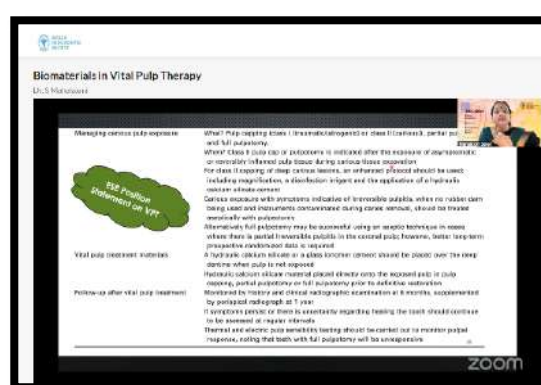 Biomaterials in Vital Pulp Therapy
Managing carious pulp exposure
What? Pulp capping (class I (traumatic/iatrogenic) or class II (carious)), partial
and full pulpotomy.
When? Class II pulp cap or pulpotomy is indicated after the exposure of asymptomatic
or reversibly inflamed pulp tissue during carious tissue excavation
For class II capping of deep carious lesions, an enhanced protocol should be used;
including magnification, a disinfection irrigant and the application of a hydraulic
calcium silicate cement
Carious exposure with symptoms indicative of irreversible pulpitis, when no rubber dam
being used and instruments contaminated during caries removal, should be treated
aseptically with pulpectomy
Alternatively full pulpotomy may be successful using an aseptic technique in cases
where there is partial irreversible pulpitis in the coronal pulp; however, better long-term
prospective randomized data is required
ESE Position
Statement on VPT
Vital pulp treatment materials
A hydraulic calcium silicate or a glass ionomer cement should be placed over the deep
dentine when pulp is not exposed
Hydraulic calcium silicate material placed directly onto the exposed pulp in pulp
capping, partial pulpotomy or full pulpotomy prior to definitive restoration
Follow-up after vital pulp treatment
Monitored by history and clinical radiographic examination at 6 months, supplemented
by periapical radiograph at 1 year
If symptoms persist or there is uncertainty regarding healing the tooth should continue
to be assessed at regular intervals
Thermal and electric pulp sensibility testing should be carried out to monitor pulpal
response, noting that teeth with full pulpotomy will be unresponsive
zoom